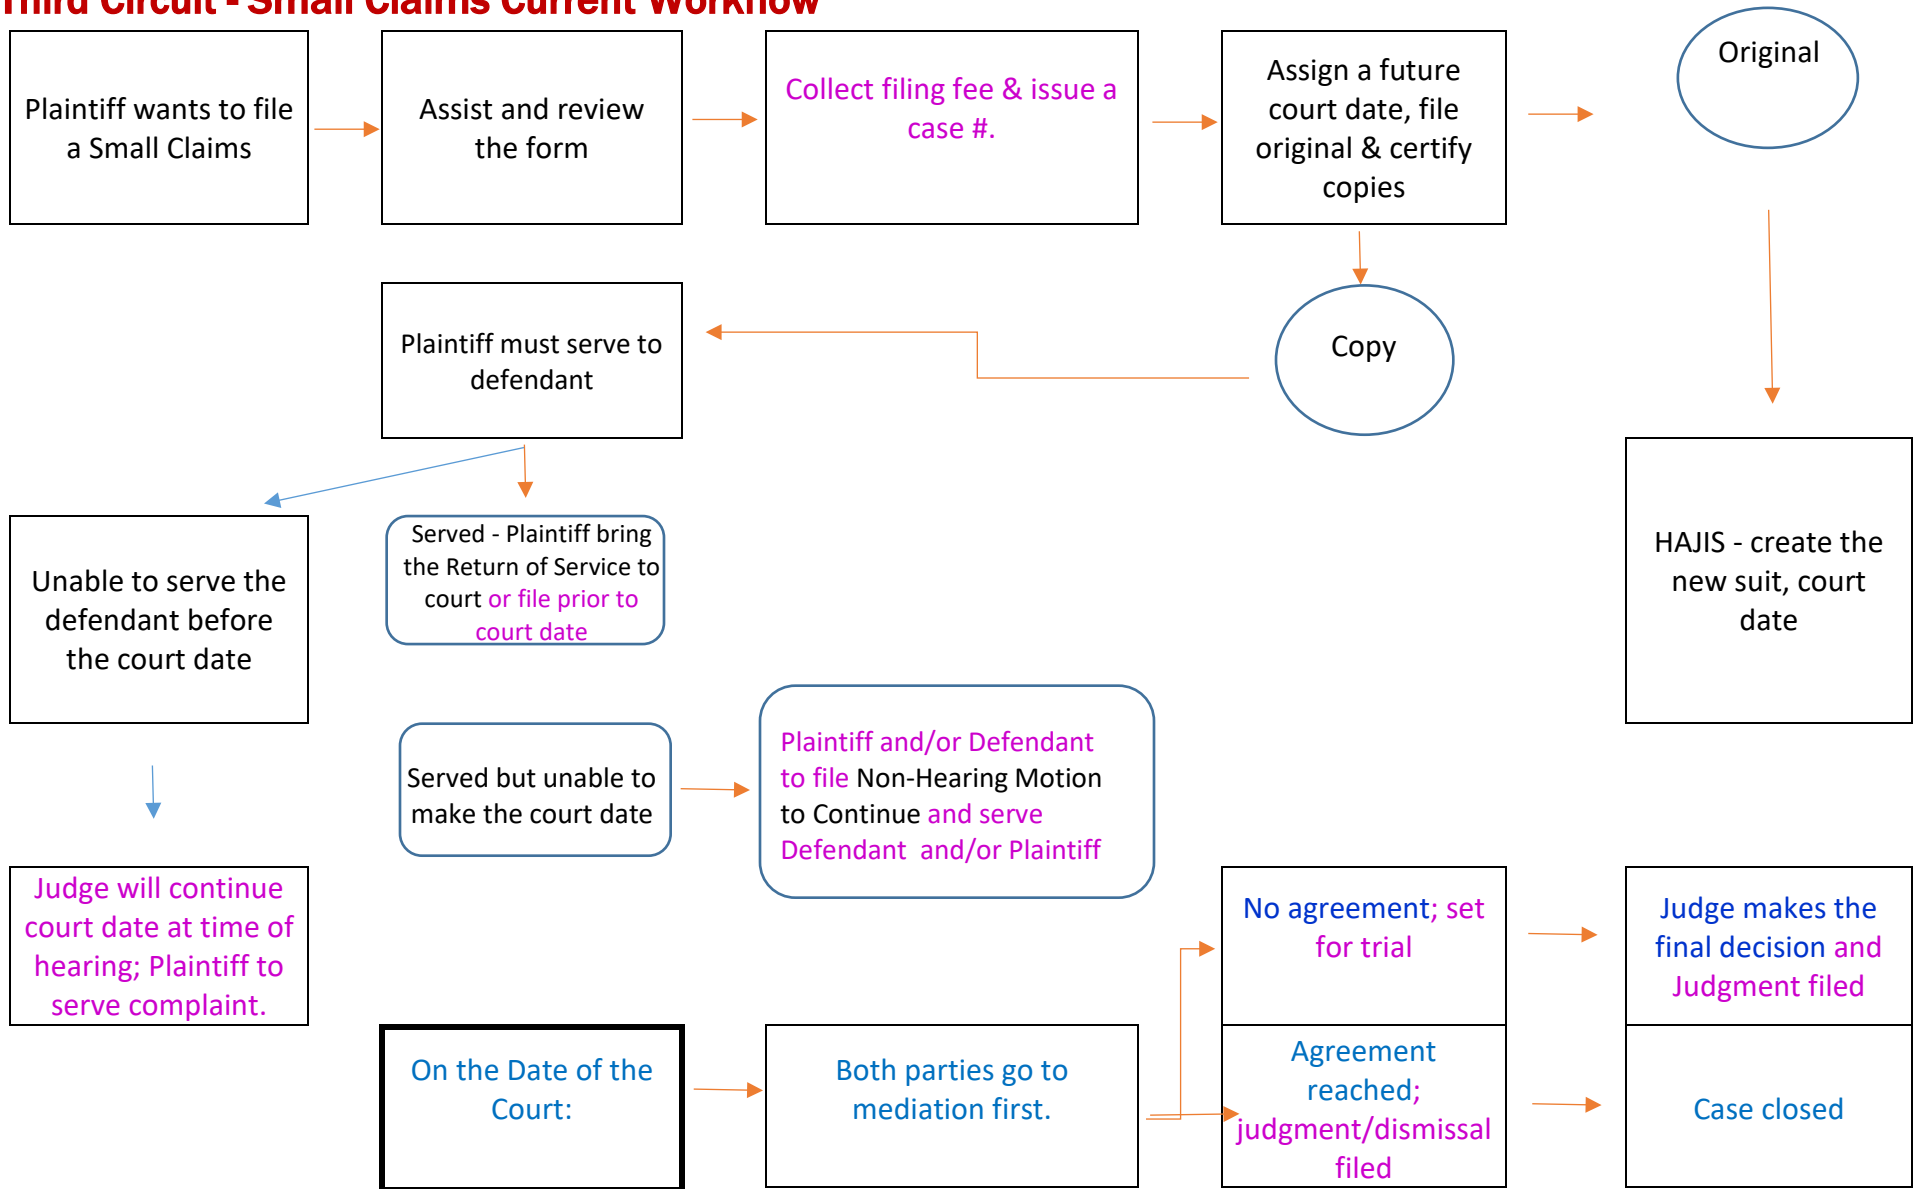 Third Circuit - Small Claims Current Workflow
Plaintiff wants to file
a Small Claims
Assist and review
the form
Collect filing fee & issue a
case #.
Assign a future
court date, file
original & certify
copies
Original
Plaintiff must serve to
defendant
Copy
Unable to serve the
defendant before
the court date
Served - Plaintiff bring
the Return of Service to
court or file prior to
court date
HAJIS - create the
new suit, court
date
Served but unable to
make the court date
Plaintiff and/or Defendant
to file Non-Hearing Motion
to Continue and serve
Defendant and/or Plaintiff
Judge will continue
court date at time of
hearing; Plaintiff to
serve complaint.
No agreement; set
for trial
Judge makes the
final decision and
Judgment filed
On the Date of the
Court:
Both parties go to
mediation first.
Agreement
reached;
judgment/dismissal
filed
Case closed